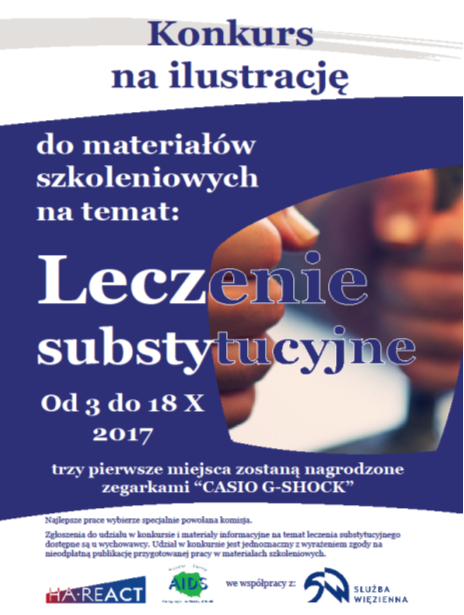 Konkurs
na ilustrację
do materiałów
szkoleniowych
na temat:
Leczenie
substytucyjne
Od 3 do 18 X
2017
trzy pierwsze miejsca zostaną nagrodzone
zegarkami “CASIO G-SHOCK”
Najlepsze prace wybierze specjalnie powołana komisja.
Zgłoszenia do udziału w konkursie i materiały informacyjne na temat leczenia substytucyjnego
dostępne są u wychowawcy. Udział w konkursie jest jednoznaczny z wyrażeniem zgody na
nieodpłatną publikację przygotowanej pracy w materiałach szkoleniowych.
HA-REACT
AIDS
we współpracy z:
SŁUŻBA
WIĘZIENNA